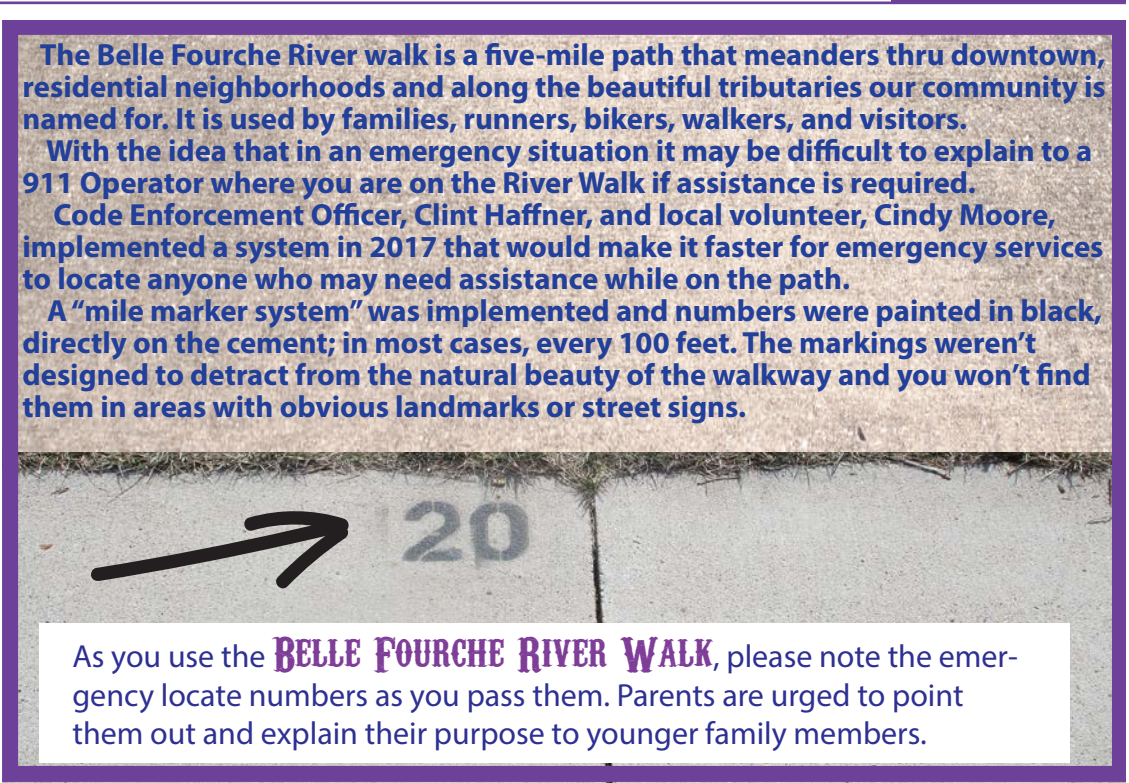 The Belle Fourche River walk is a five-mile path that meanders thru downtown,
residential neighborhoods and along the beautiful tributaries our community is
named for. It is used by families, runners, bikers, walkers, and visitors.
With the idea that in an emergency situation it may be difficult to explain to a
911 Operator where you are on the River Walk if assistance is required.
Code Enforcement Officer, Clint Haffner, and local volunteer, Cindy Moore,
implemented a system in 2017 that would make it faster for emergency services
to locate anyone who may need assistance while on the path.
A “mile marker system” was implemented and numbers were painted in black,
directly on the cement; in most cases, every 100 feet. The markings weren’t
designed to detract from the natural beauty of the walkway and you won’t find
them in areas with obvious landmarks or street signs.
20
As you use the BELLE FOURCHE RIVER WALK, please note the emer-
gency locate numbers as you pass them. Parents are urged to point
them out and explain their purpose to younger family members.